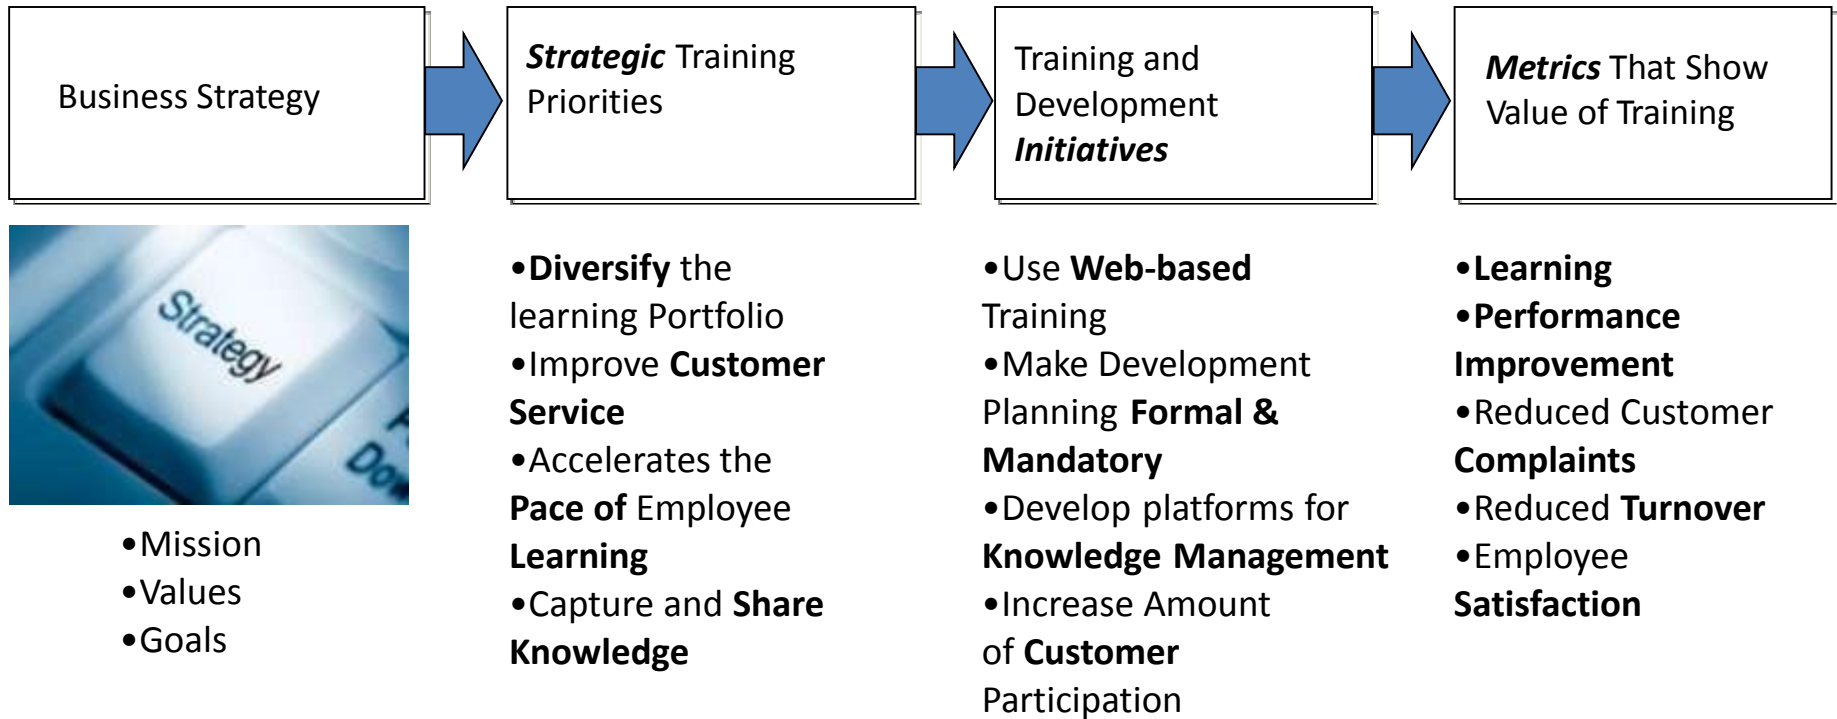 Business Strategy
Strategic Training
Priorities
Training and
Development
Initiatives
Metrics That Show
Value of Training
Strategy
Dow
•Mission
•Values
•Goals
•Diversify the
learning Portfolio
•Improve Customer
Service
•Accelerates the
Pace of Employee
Learning
•Capture and Share
Knowledge
•Use Web-based
Training
•Make Development
Planning Formal &
Mandatory
•Develop platforms for
Knowledge Management
•Increase Amount
of Customer
Participation
•Learning
•Performance
Improvement
•Reduced Customer
Complaints
•Reduced Turnover
•Employee
Satisfaction